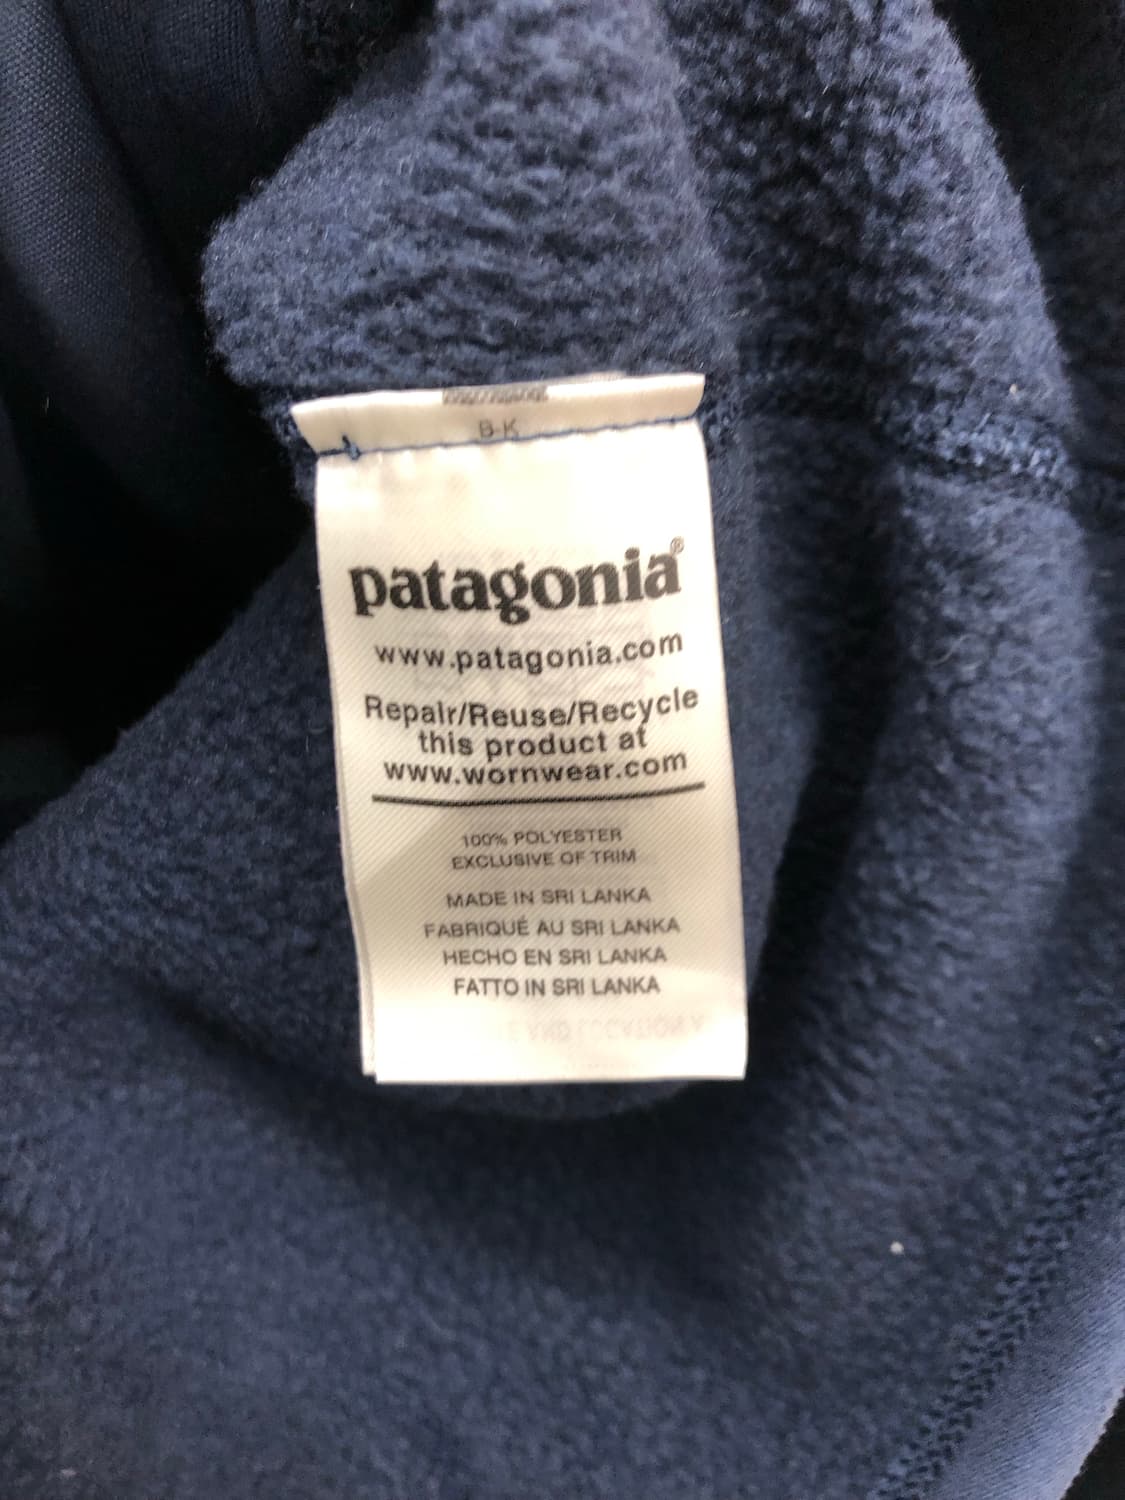 B-K
patagonia®
www.patagonia.com
Repair/Reuse/Recycle
this product at
www.wornwear.com
100% POLYESTER
EXCLUSIVE OF TRIM
MADE IN SRI LANKA
FABRIQUÉ AU SRI LANKA
HECHO EN SRI LANKA
FATTO IN SRI LANKA